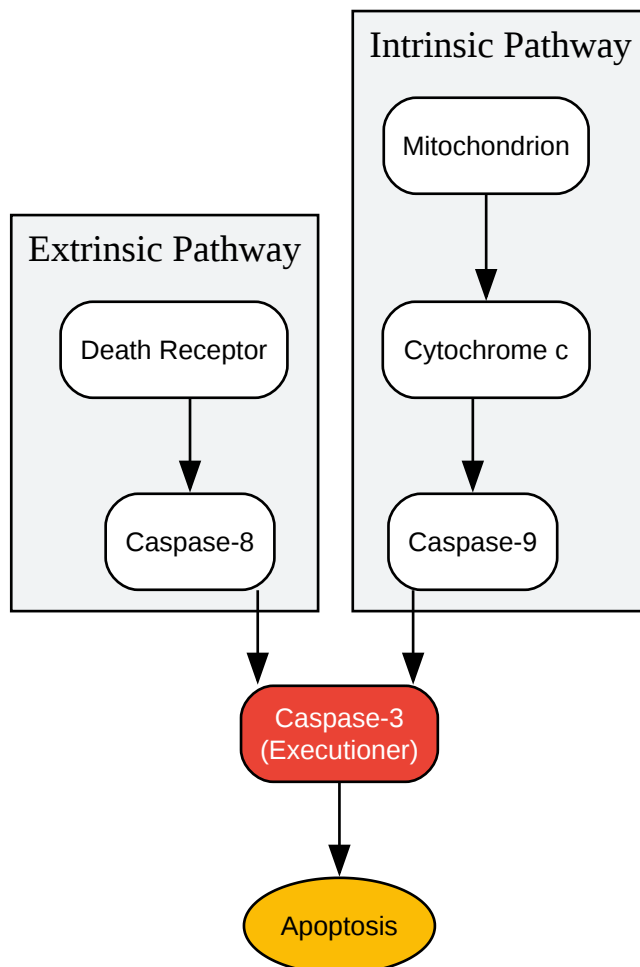 Intrinsic Pathway
Mitochondrion
Extrinsic Pathway
Death Receptor
Cytochrome c
Caspase-8
Caspase-9
Caspase-3
(Executioner)
Apoptosis